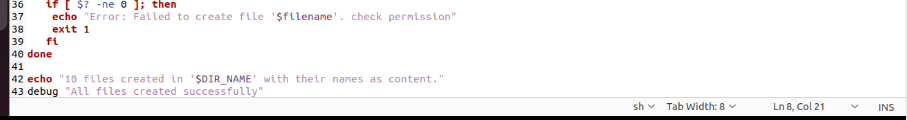 36 if [ $? -ne 0 ]; then
37 echo "Error: Failed to create file '$filename'. check permission"
38 exit 1
39 fi
40 done
41
42 echo "10 files created in '$DIR_NAME' with their names as content."
43 debug "All files created successfully"
sh Tab Width: 8 Ln 8, Col 21 INS